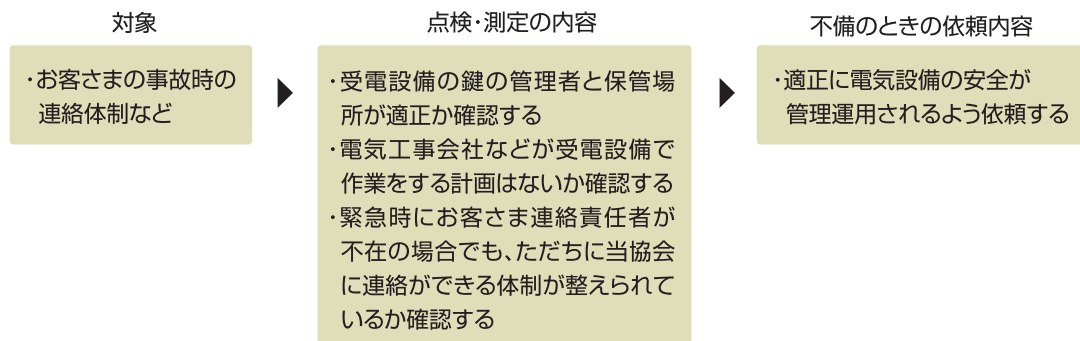 対象
・お客さまの事故時の
連絡体制など
点検・測定の内容
・受電設備の鍵の管理者と保管場
所が適正か確認する
・電気工事会社などが受電設備で
作業をする計画はないか確認する
・緊急時にお客さま連絡責任者が
不在の場合でも、ただちに当協会
に連絡ができる体制が整えられて
いるか確認する
不備のときの依頼内容
・適正に電気設備の安全が
管理運用されるよう依頼する